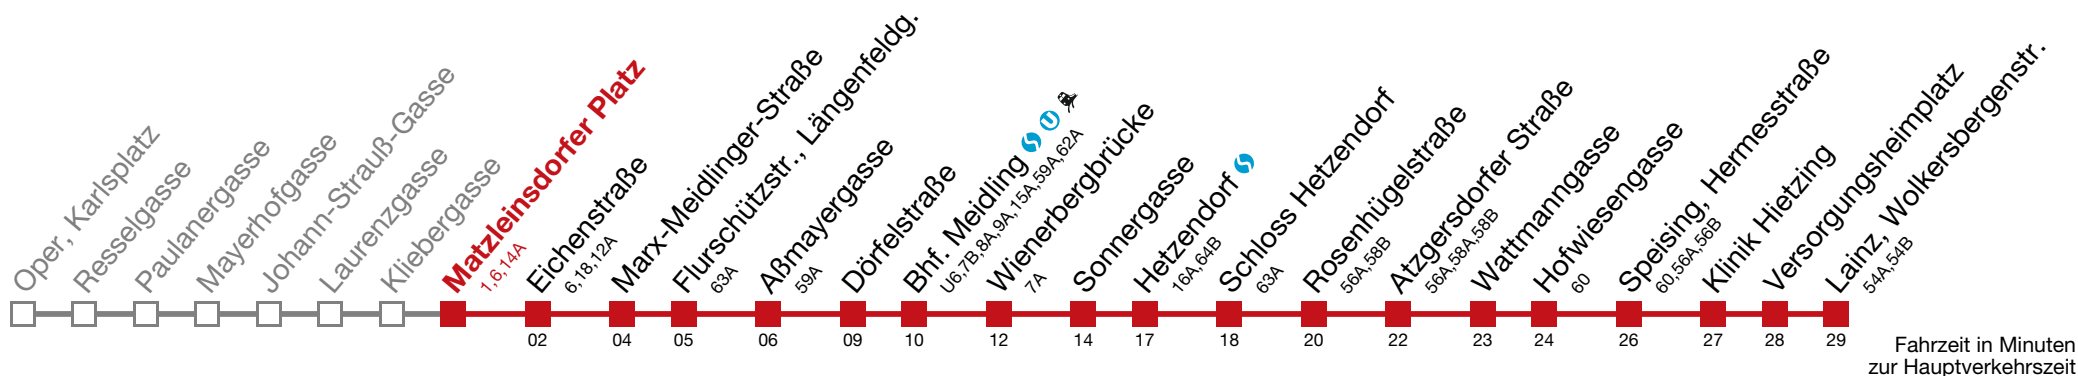 Oper, Karlsplatz
Resselgasse
Paulanergasse
Mayerhofgasse
Johann-Strauß-Gasse
Laurenzgasse
Kliebergasse
Matzleinsdorfer Platz
1,6,14A
Eichenstraße
6,18,12A
02
Marx-Meidlinger-Straße
04
Flurschützstr., Längenfeldg.
63A
05
Aßmayergasse
59A
06
Dörfelstraße
09
Bhf. Meidling
U6,7B,8A,9A,15A,59A,62A
10
Wienerbergbrücke
7A
12
Sonnergasse
14
Hetzendorf
16A,64B
17
Schloss Hetzendorf
63A
18
Rosenhügelstraße
56A,58B
20
Atzgersdorfer Straße
56A,58A,58B
22
Wattmanngasse
23
Hofwiesengasse
60
24
Speising, Hermesstraße
60,56A,56B
26
Klinik Hietzing
27
Versorgungsheimplatz
28
Lainz, Wolkersbergenstr.
54A,54B
29
Fahrzeit in Minuten
zur Hauptverkehrszeit